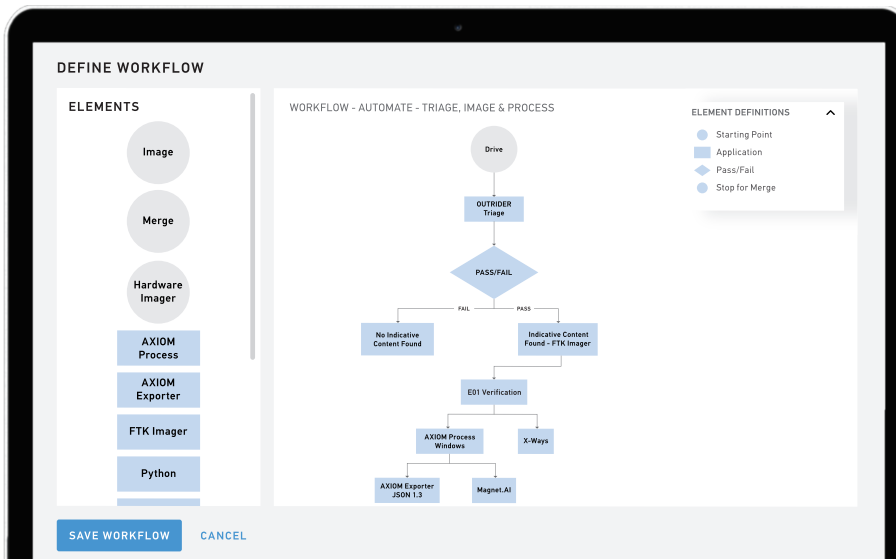 DEFINE WORKFLOW
ELEMENTS
Image
Merge
Hardware
Imager
AXIOM
Process
AXIOM
Exporter
FTK Imager
Python
WORKFLOW - AUTOMATE - TRIAGE, IMAGE & PROCESS
Drive
OUTRIDER
Triage
PASS/FAIL
FAIL
PASS
No Indicative
Content Found
Indicative Content
Found - FTK Imager
E01 Verification
AXIOM Process
Windows
X-Ways
AXIOM Exporter
JSON 1.3
Magnet.AI
ELEMENT DEFINITIONS
Starting Point
Application
Pass/Fail
Stop for Merge
SAVE WORKFLOW
CANCEL